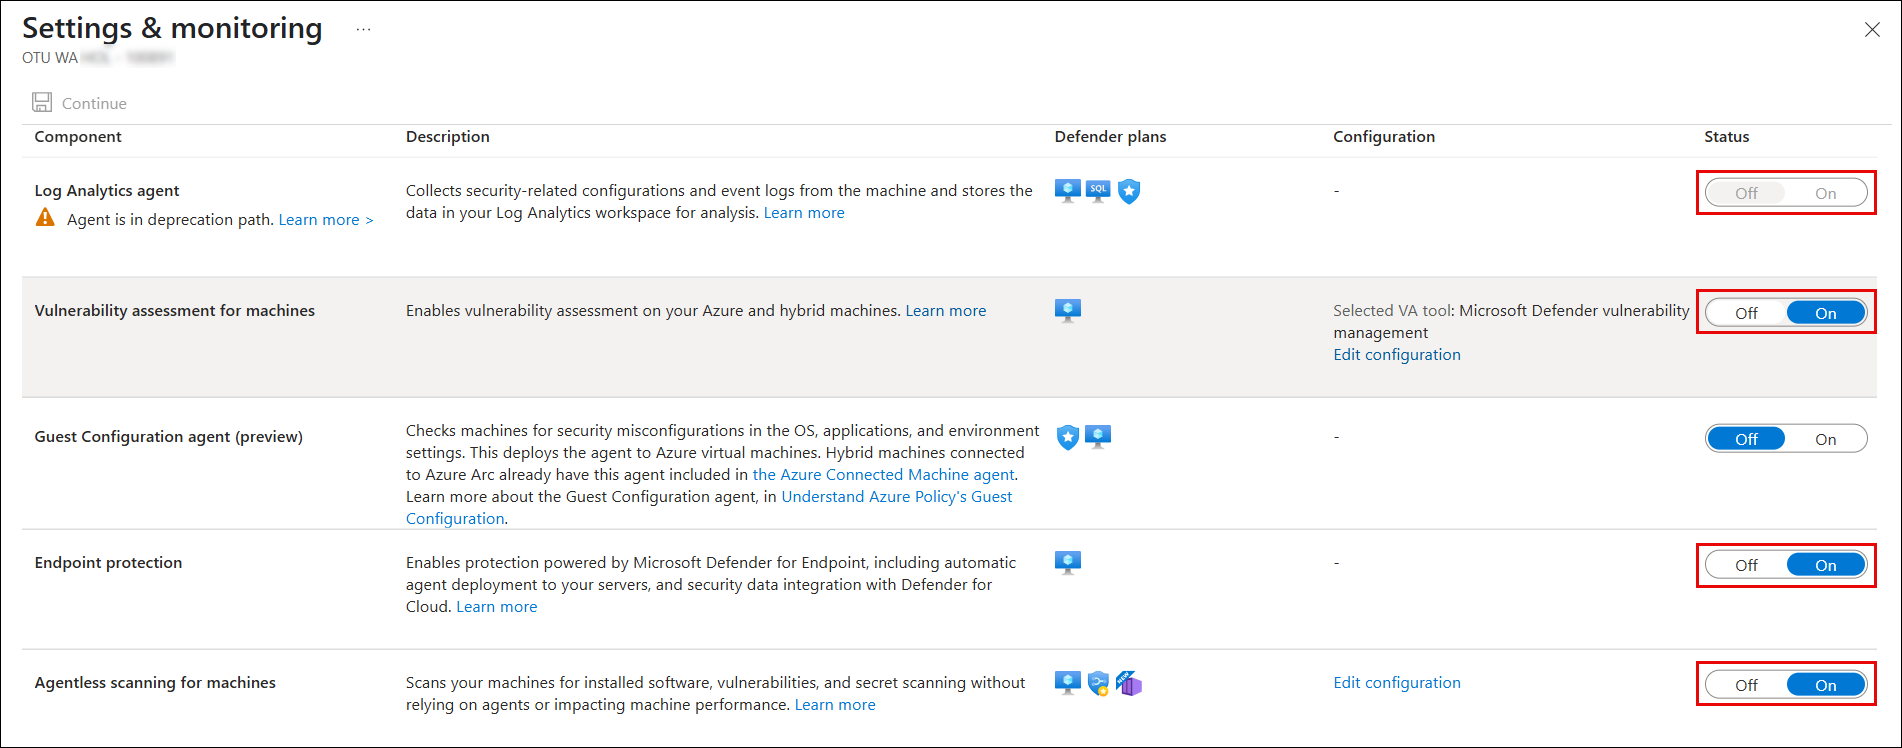 Settings & monitoring ...
OTU WA
Continue
Component Description Defender plans Configuration Status
Log Analytics agent
Agent is in deprecation path. Learn more >
Collects security-related configurations and event logs from the machine and stores the
data in your Log Analytics workspace for analysis. Learn more
SQL
-
Off On
Vulnerability assessment for machines
Enables vulnerability assessment on your Azure and hybrid machines. Learn more
Selected VA tool: Microsoft Defender vulnerability
management
Edit configuration
Off On
Guest Configuration agent (preview)
Checks machines for security misconfigurations in the OS, applications, and environment
settings. This deploys the agent to Azure virtual machines. Hybrid machines connected
to Azure Arc already have this agent included in the Azure Connected Machine agent.
Learn more about the Guest Configuration agent, in Understand Azure Policy's Guest
Configuration.
-
Off On
Endpoint protection
Enables protection powered by Microsoft Defender for Endpoint, including automatic
agent deployment to your servers, and security data integration with Defender for
Cloud. Learn more
-
Off On
Agentless scanning for machines
Scans your machines for installed software, vulnerabilities, and secret scanning without
relying on agents or impacting machine performance. Learn more
NEW
Edit configuration
Off On